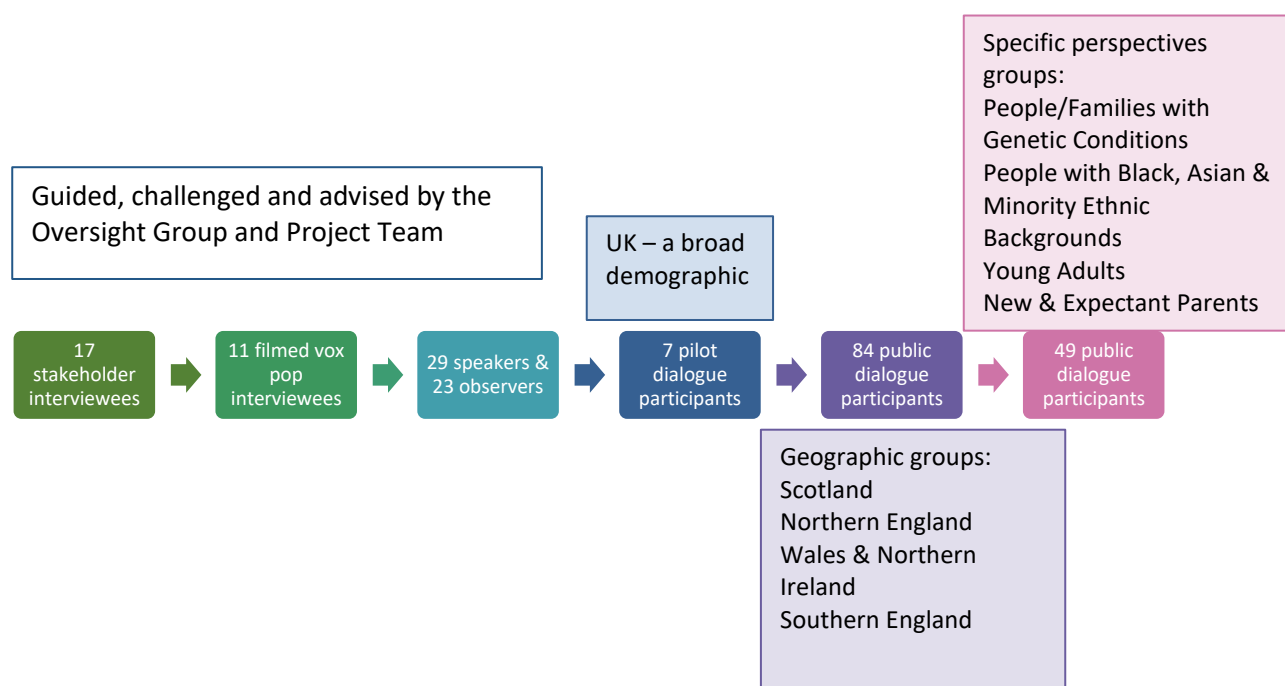 Specific perspectives
groups:
People/Families with
Genetic Conditions
People with Black, Asian &
Minority Ethnic
Backgrounds
Young Adults
New & Expectant Parents
Guided, challenged and advised by the
Oversight Group and Project Team
UK – a broad
demographic
17
stakeholder
interviewees
11 filmed vox
pop
interviewees
29 speakers &
23 observers
7 pilot
dialogue
participants
84 public
dialogue
participants
49 public
dialogue
participants
Geographic groups:
Scotland
Northern England
Wales & Northern
Ireland
Southern England